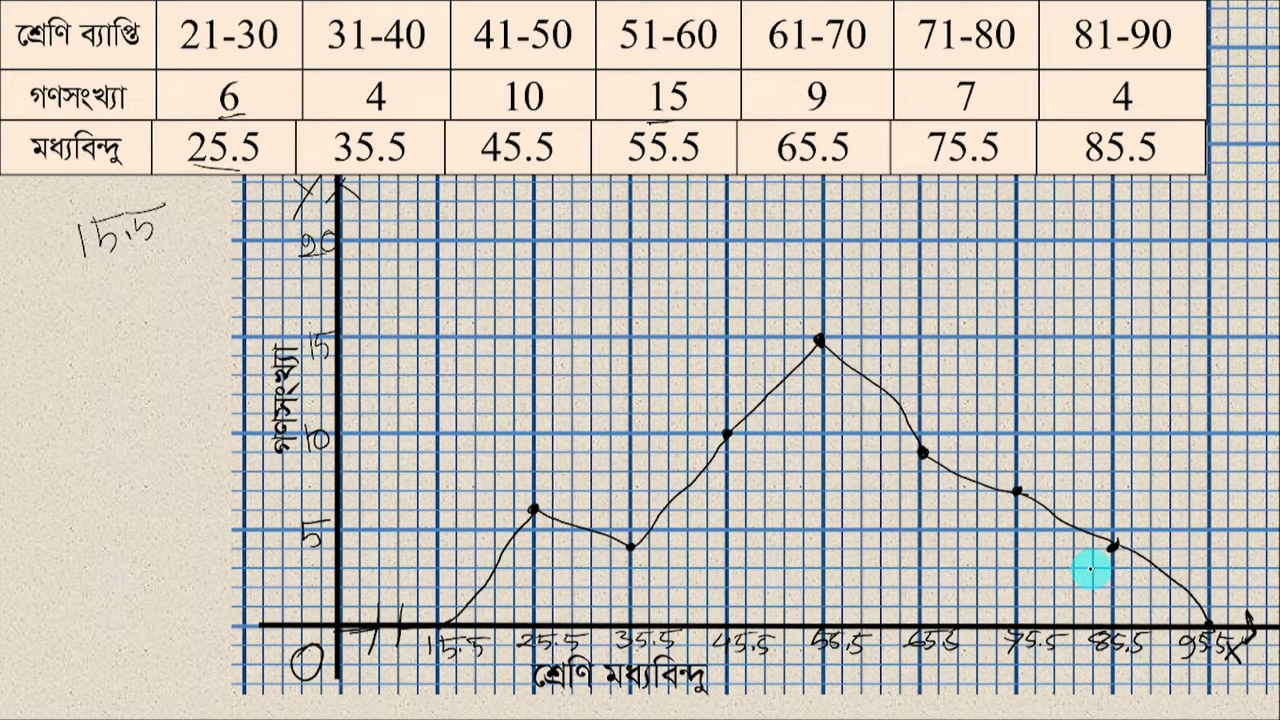 শ্রেণি ব্যাপ্তি 21-30 31-40 41-50 51-60 61-70 71-80 81-90
গণসংখ্যা 6 4 10 15 9 7 4
মধ্যবিন্দু 25.5 35.5 45.5 55.5 65.5 75.5 85.5
15.5
Y
20
15
গণসংখ্যা
10
5
0 15.5 25.5 35.5 45.5 55.5 65.5 75.5 85.5 95.5 X
শ্রেণি মধ্যবিন্দু